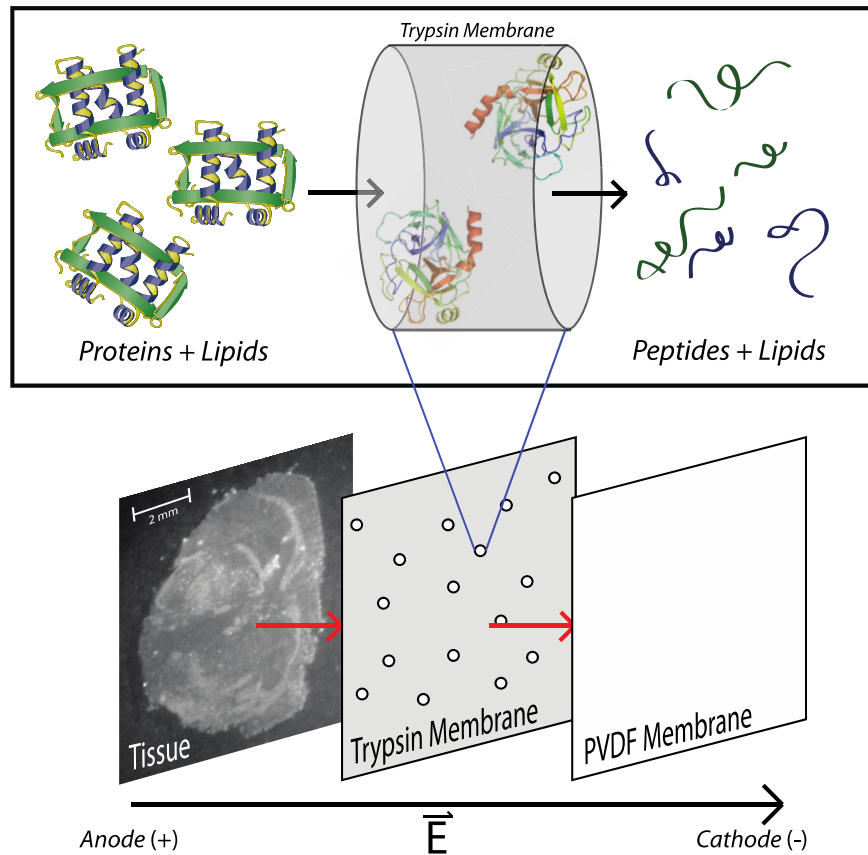 Trypsin Membrane
Proteins + Lipids
Peptides + Lipids
2 mm
Tissue
Trypsin Membrane
PVDF Membrane
Anode (+)
E
Cathode (-)